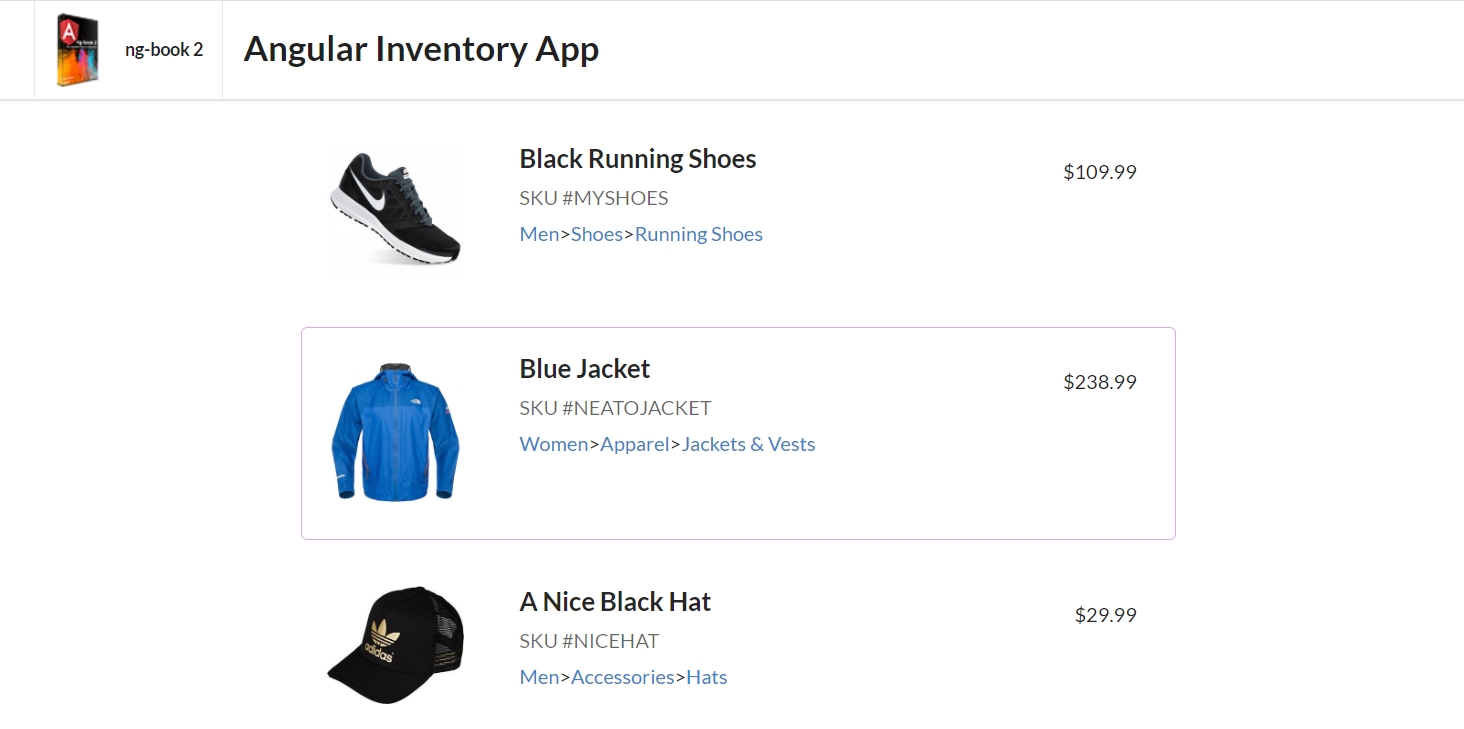 ng-book 2
Angular Inventory App
Black Running Shoes
$109.99
SKU #MYSHOES
Men>Shoes>Running Shoes
Blue Jacket
$238.99
SKU #NEATOJACKET
Women>Apparel>Jackets & Vests
A Nice Black Hat
$29.99
SKU #NICEHAT
Men>Accessories>Hats
adidas